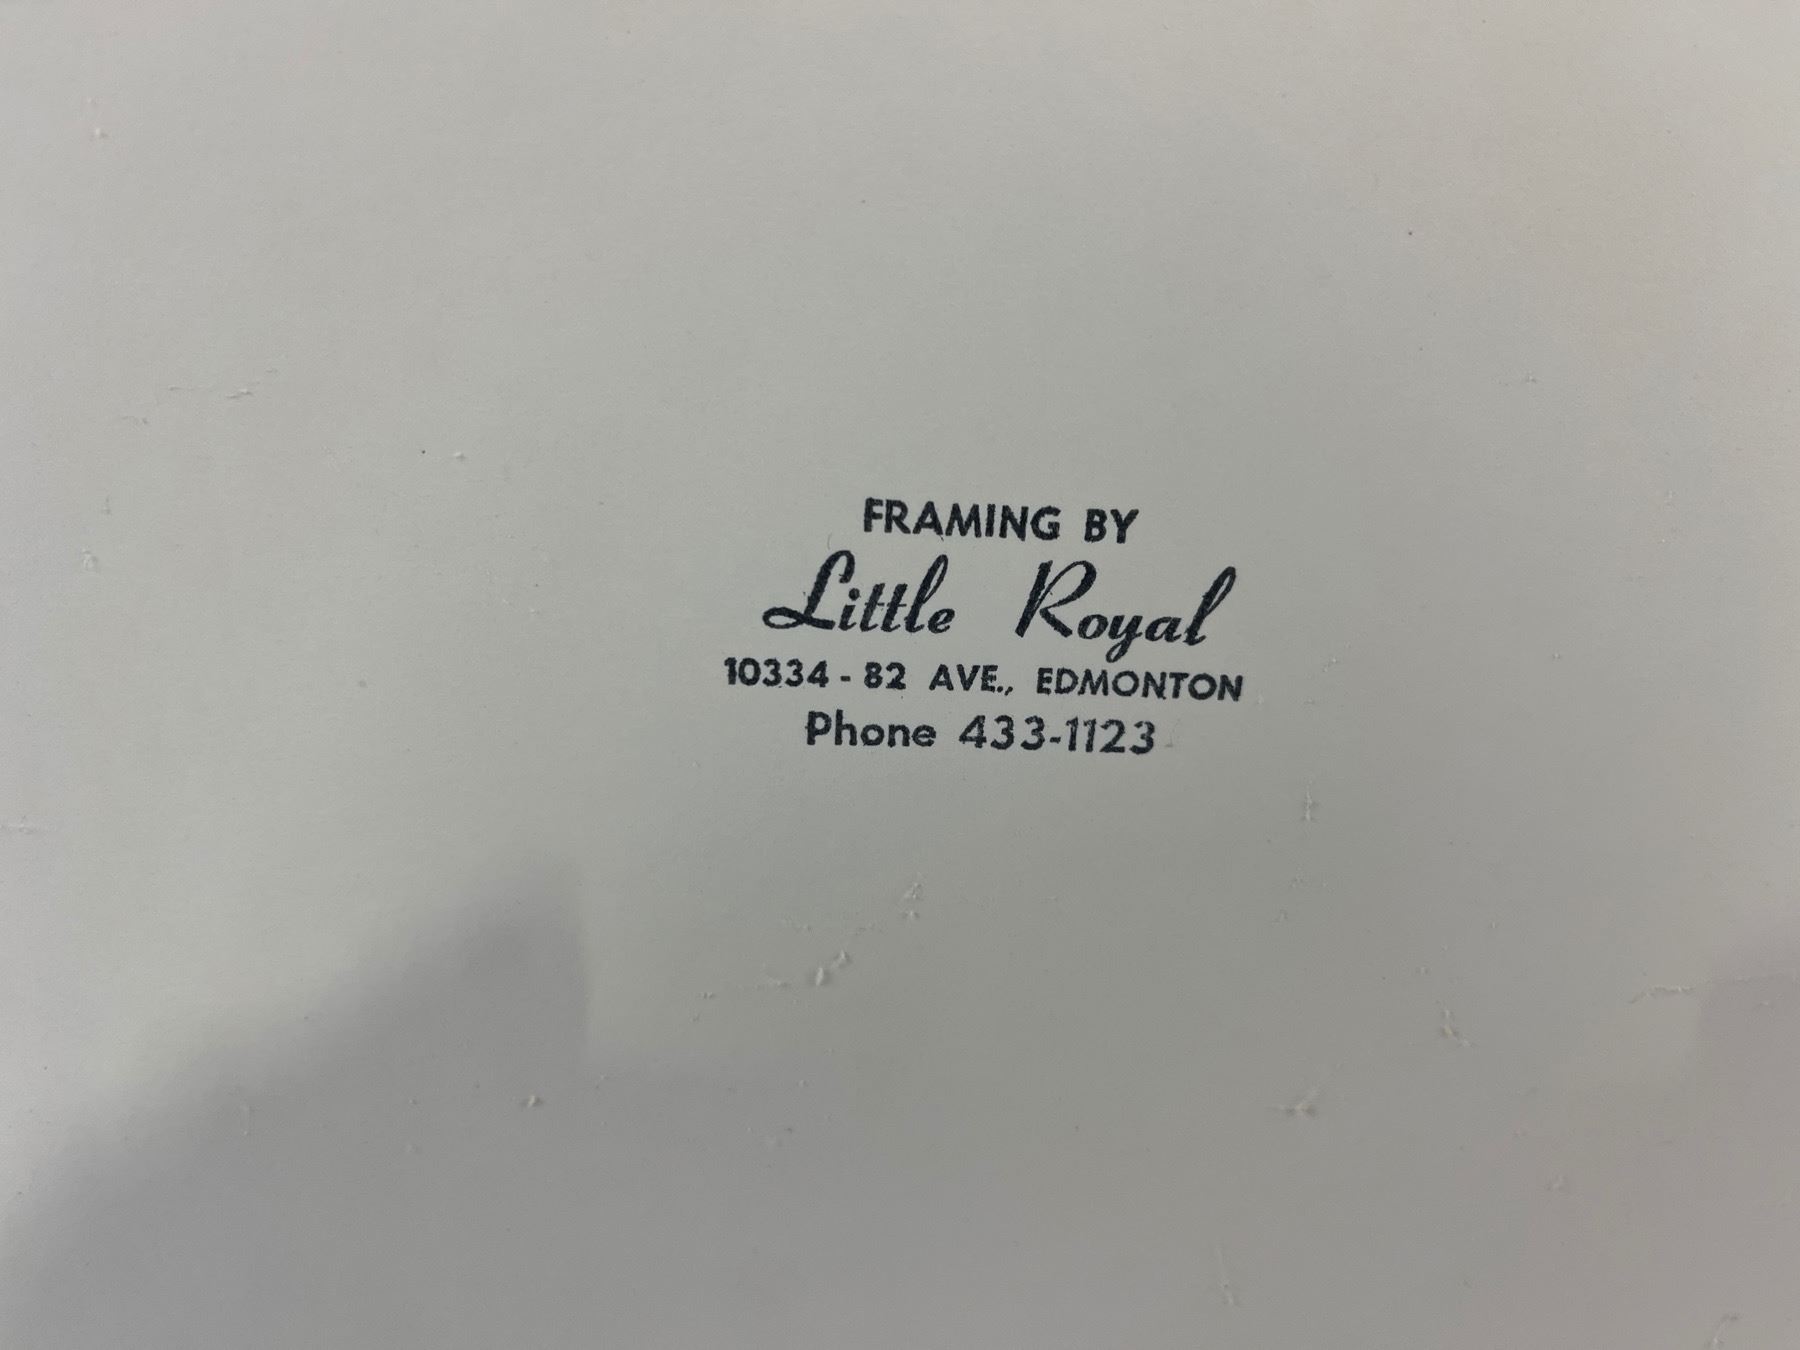 FRAMING BY
Little Royal
10334 - 82 AVE., EDMONTON
Phone 433-1123